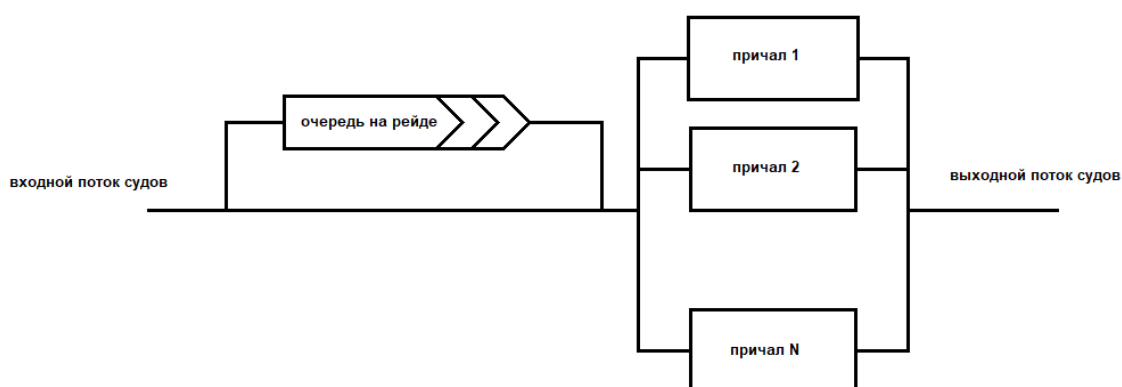 причал 1
очередь на рейде
причал 2
входной поток судов
выходной поток судов
причал N